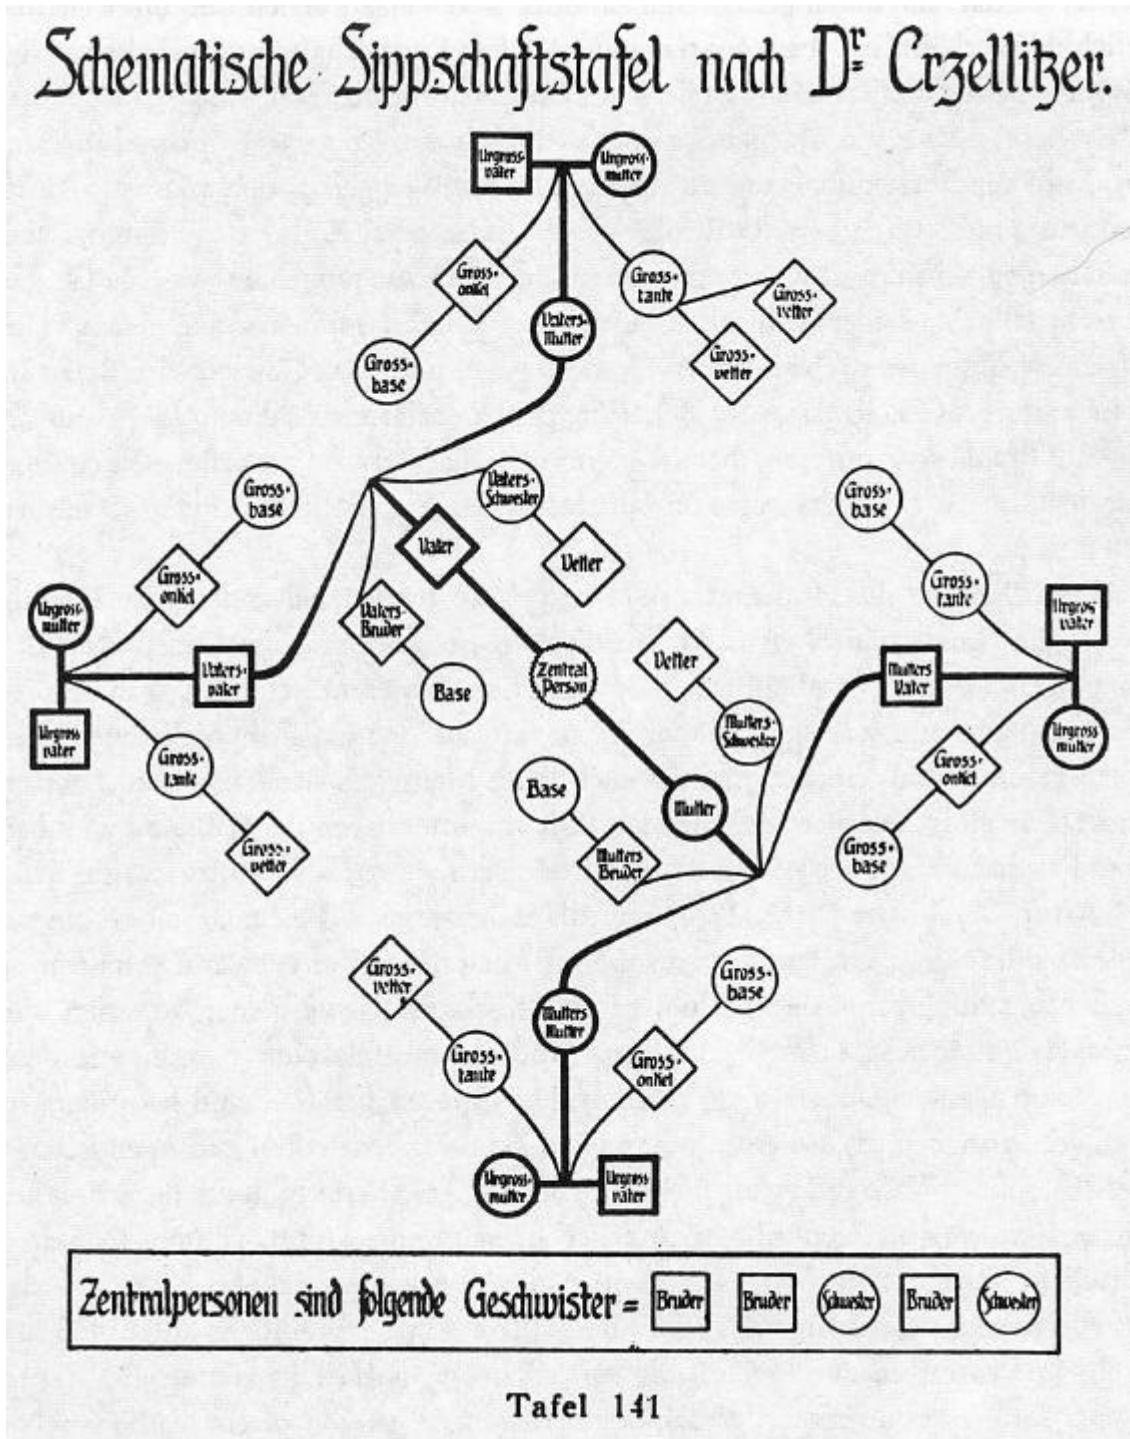 Schematische Sippschaftstafel nach Dr. Crzellitzer.
Urgross-
vater
Urgross-
mutter
Gross-
onkel
Gross-
tante
Gross-
vetter
Vaters-
Mutter
Gross-
vetter
Gross-
base
Gross-
base
Vaters-
Schwester
Gross-
base
Vater
Vetter
Gross-
onkel
Gross-
tante
Urgross-
mutter
Vaters-
Bruder
Urgross-
vater
Vaters-
vater
Base
Zentral
Person
Vetter
Mutters
Vater
Urgross
vater
Mutters-
Schwester
Urgross
mutter
Gross-
tante
Gross-
onkel
Base
Mutter
Gross-
vetter
Mutters
Bruder
Gross-
base
Gross-
vetter
Gross-
base
Mutters
Mutter
Gross-
tante
Gross-
onkel
Urgross-
mutter
Urgross
vater
Zentralpersonen sind folgende Geschwister = Bruder Bruder Schwester Bruder Schwester
Tafel 141